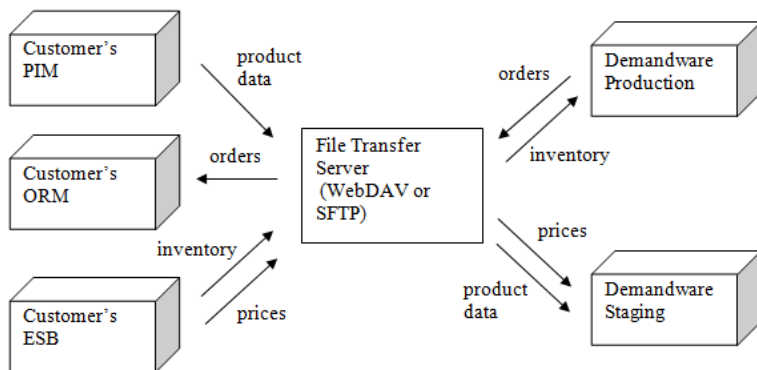 Customer’s
PIM
product
data
Customer’s
ORM
orders
Customer’s
ESB
inventory
prices
File Transfer
Server
(WebDAV or
SFTP)
orders
inventory
Demandware
Production
prices
product
data
Demandware
Staging